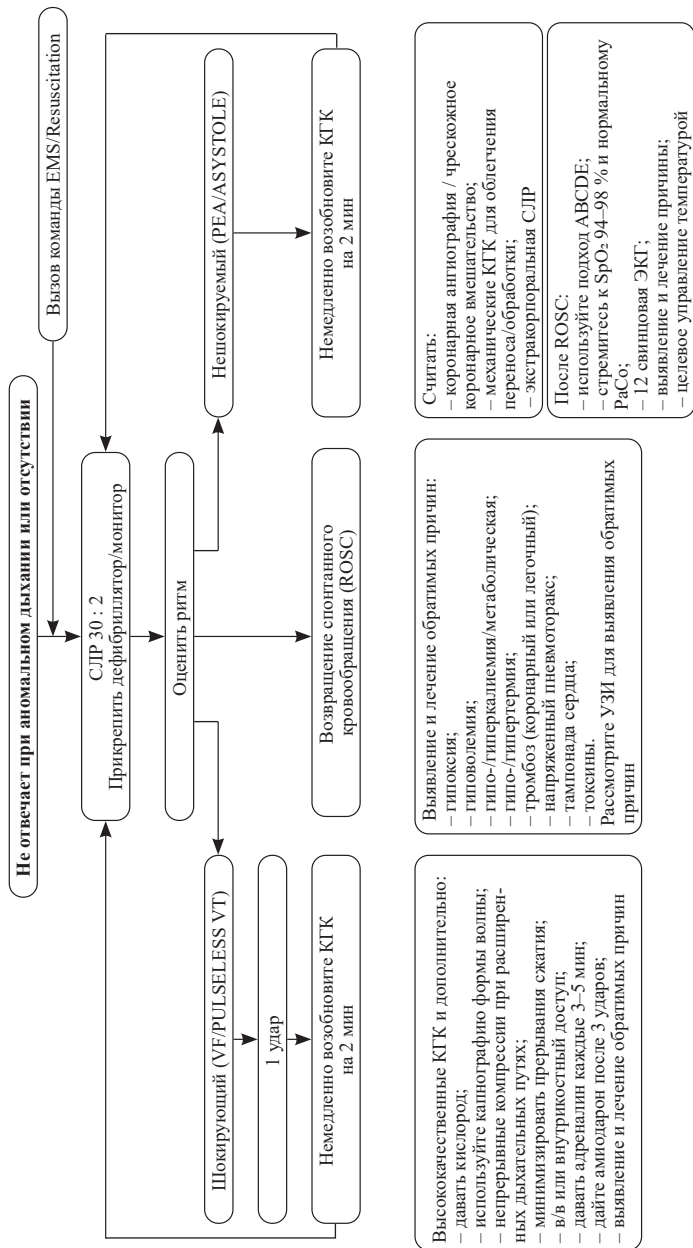 Вызов команды EMS/Resuscitation
Не отвечает при аномальном дыхании или отсутствии
СЛР 30 : 2
Прикрепить дефибриллятор/монитор
Оценить ритм
Шокирующий (VF/PULSELESS VT)
1 удар
Немедленно возобновите КГК
на 2 мин
Возвращение спонтанного
кровообращения (ROSC)
Нешокируемый (PEA/ASYSTOLE)
Немедленно возобновите КГК
на 2 мин
Высококачественные КГК и дополнительно:
– давать кислород;
– используйте капнографию формы волны;
– непрерывные компрессии при расширен-
ных дыхательных путях;
– минимизировать прерывания сжатия;
– в/в или внутрикостный доступ;
– давать адреналин каждые 3–5 мин;
– дайте амиодарон после 3 ударов;
– выявление и лечение обратимых причин
Выявление и лечение обратимых причин:
– гипоксия;
– гиповолемия;
– гипо-/гиперкалиемия/метаболическая;
– гипо-/гипертермия;
– тромбоз (коронарный или легочный);
– напряженный пневмоторакс;
– тампонада сердца;
– токсины.
Рассмотрите УЗИ для выявления обратимых
причин
Считать:
– коронарная ангиография / чрескожное
коронарное вмешательство;
– механические КГК для облегчения
переноса/обработки;
– экстракорпоральная СЛР
После ROSC:
– используйте подход ABCDE;
– стремитесь к SpO₂ 94–98 % и нормальному
PaCo;
– 12 свинцовая ЭКГ;
– выявление и лечение причины;
– целевое управление температурой